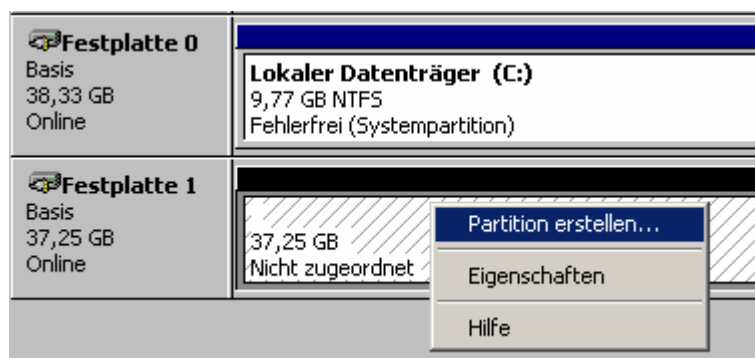 Festplatte 0
Basis
38,33 GB
Online
Lokaler Datenträger (C:)
9,77 GB NTFS
Fehlerfrei (Systempartition)
Festplatte 1
Basis
37,25 GB
Online
37,25 GB
Nicht zugeordnet
Partition erstellen...
Eigenschaften
Hilfe